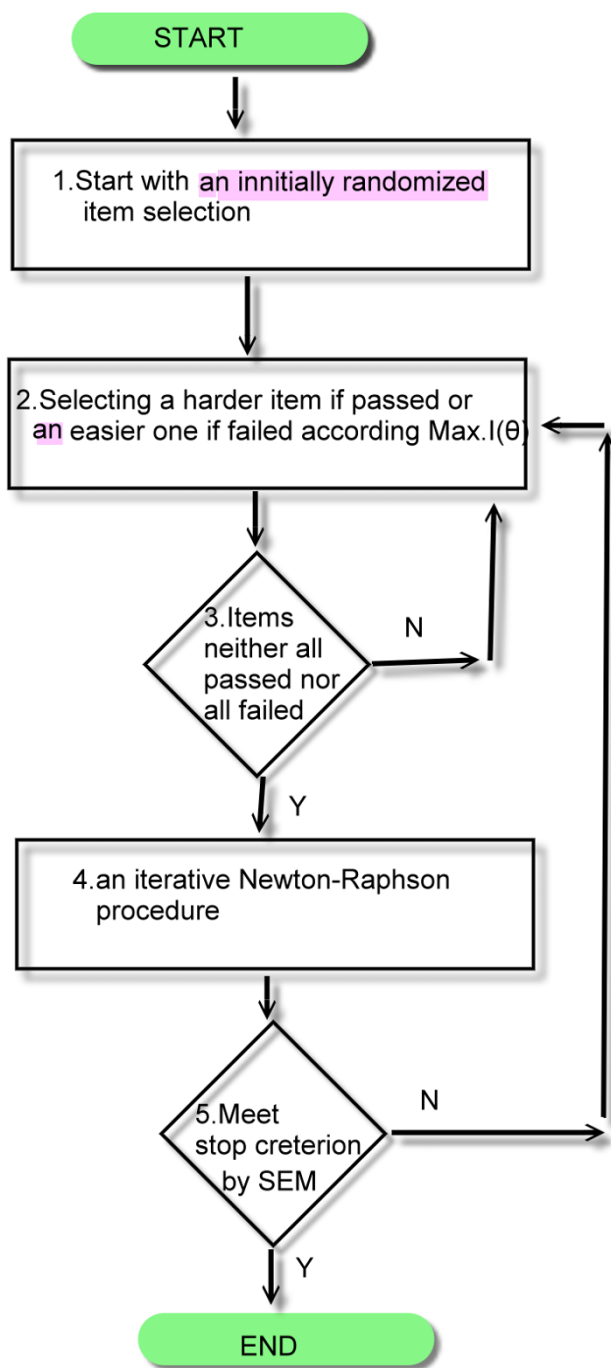 START
1.Start with an innitially randomized
item selection
2.Selecting a harder item if passed or
an easier one if failed according Max.I(θ)
3.Items
neither all
passed nor
all failed
N
Y
4.an iterative Newton-Raphson
procedure
5.Meet
stop creterion
by SEM
N
Y
END